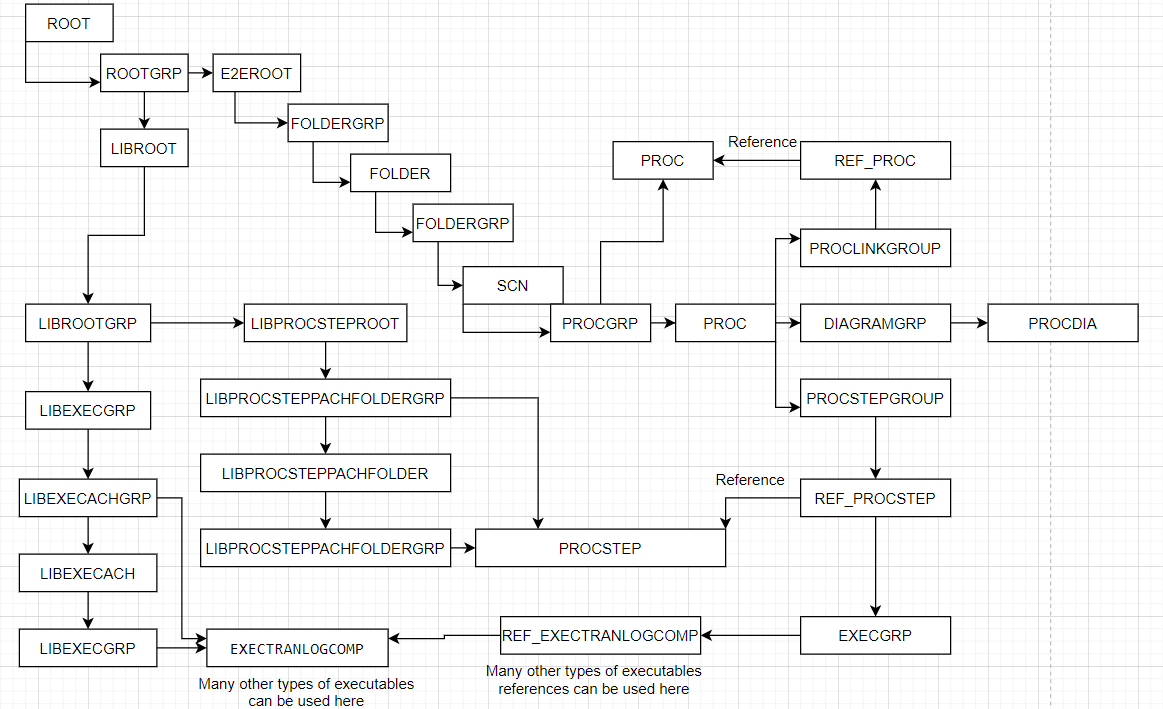 ROOT
ROOTGRP
E2EROOT
FOLDERGRP
LIBROOT
Reference
PROC
REF_PROC
FOLDER
FOLDERGRP
PROCLINKGROUP
SCN
LIBROOTGRP
LIBPROCSTEPROOT
PROCGRP
PROC
DIAGRAMGRP
PROCDIA
LIBEXECGRP
LIBPROCSTEPPACHFOLDERGRP
PROCSTEPGROUP
LIBPROCSTEPPACHFOLDER
Reference
LIBEXECACHGRP
REF_PROCSTEP
LIBPROCSTEPPACHFOLDERGRP
PROCSTEP
LIBEXECACH
LIBEXECGRP
EXECTRANLOGCOMP
REF_EXECTRANLOGCOMP
EXECGRP
Many other types of executables
can be used here
Many other types of executables
references can be used here